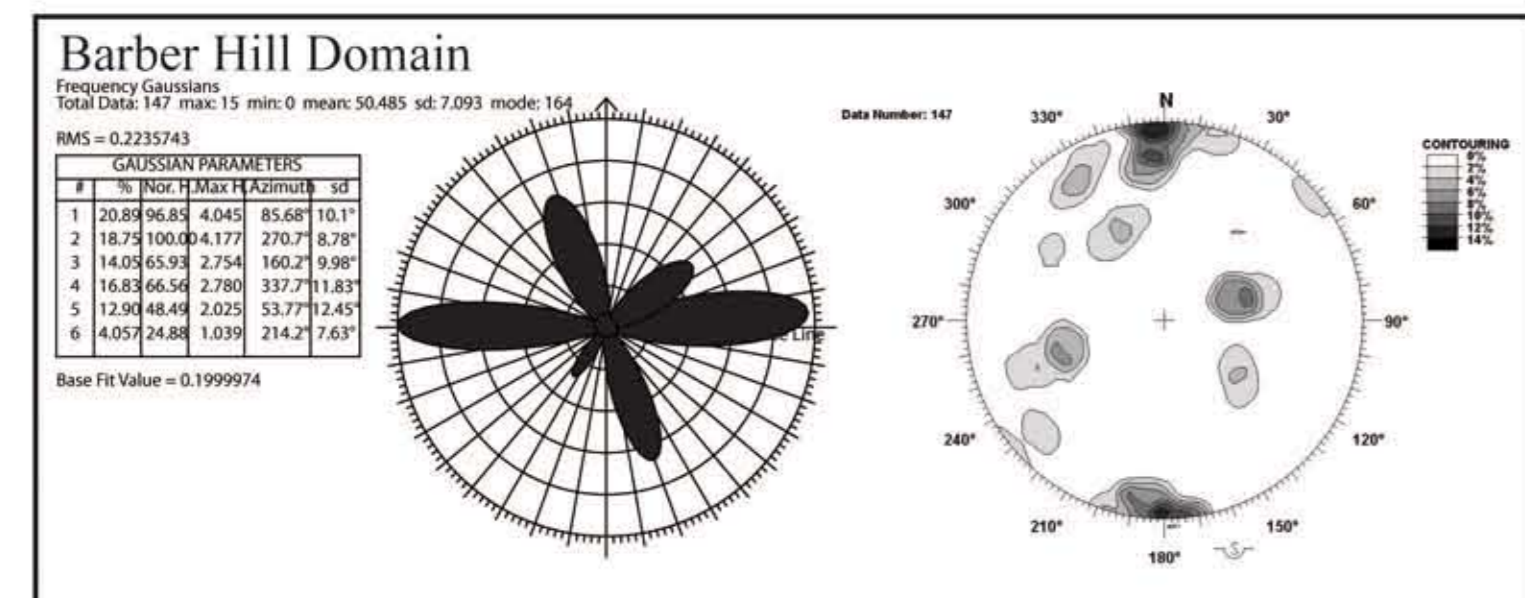 Barber Hill Domain
Frequency Gaussians
Total Data: 147 max: 15 min: 0 mean: 50.485 sd: 7.093 mode: 164
RMS = 0.2235743
GAUSSIAN PARAMETERS
# % Nor. H. Max H. Azimuth sd
1 20.89 96.85 4.045 85.68° 10.1°
2 18.75 100.00 4.177 270.7° 8.78°
3 14.05 65.93 2.754 160.2° 9.98°
4 16.83 66.56 2.780 337.7° 11.83°
5 12.90 48.49 2.025 53.77° 12.45°
6 4.057 24.88 1.039 214.2° 7.63°
Base Fit Value = 0.1999974
Line
Data Number: 147
N
30°
60°
90°
120°
150°
180°
210°
240°
270°
300°
330°
S
CONTOURING
0%
2%
4%
6%
8%
10%
12%
14%